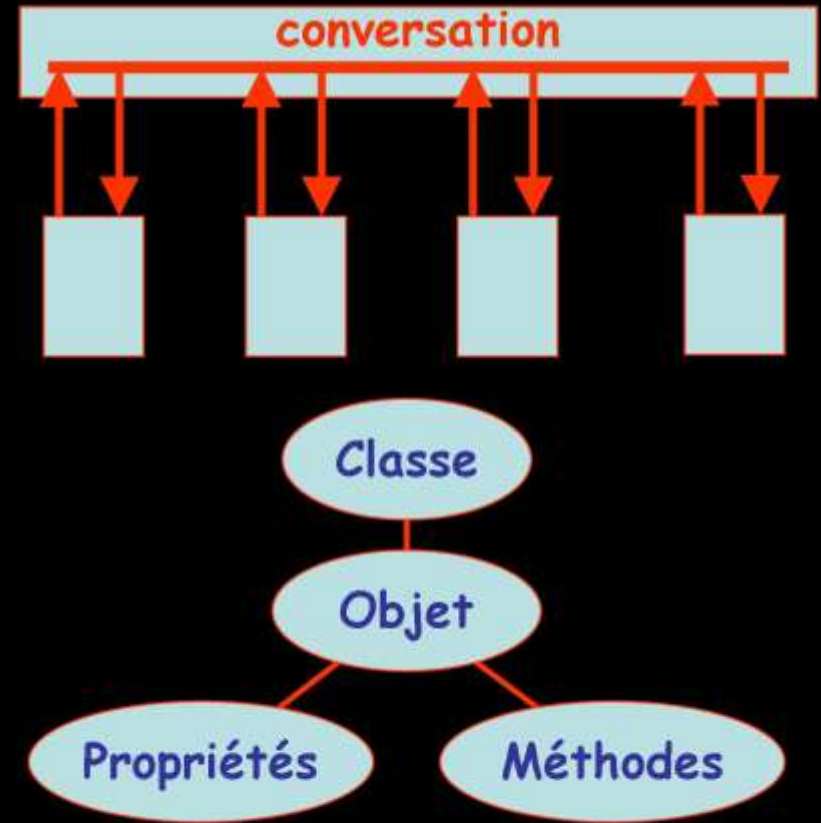 conversation
Classe
Objet
Propriétés
Méthodes